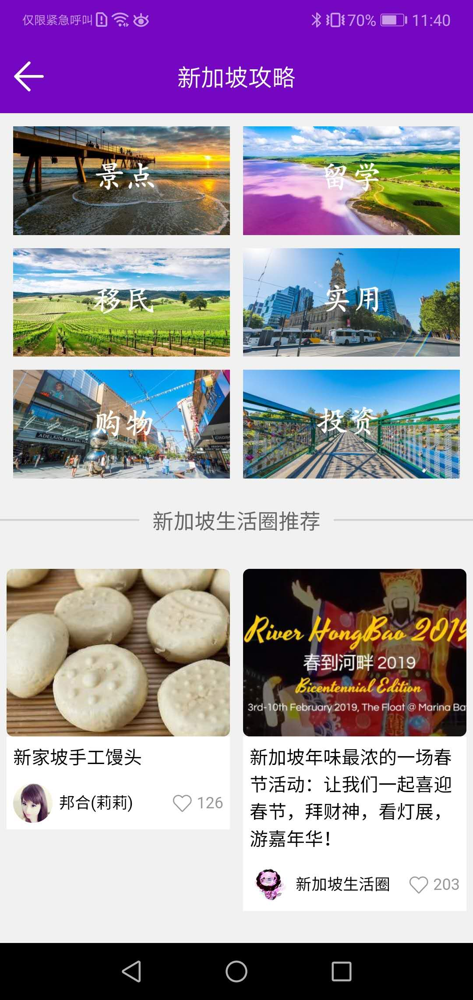 仅限紧急呼叫 70% 11:40
新加坡攻略
景点
留学
移民
实用
ADELAIDE CENTRAL PLA
购物
投资
新加坡生活圈推荐
新家坡手工馒头
邦合(莉莉) 126
River HongBao 2019
春到河畔 2019
Bicentennial Edition
3rd-10th February 2019, The Float @ Marina Ba
新加坡年味最浓的一场春
节活动：让我们一起喜迎
春节，拜财神，看灯展，
游嘉年华！
新加坡生活圈 203